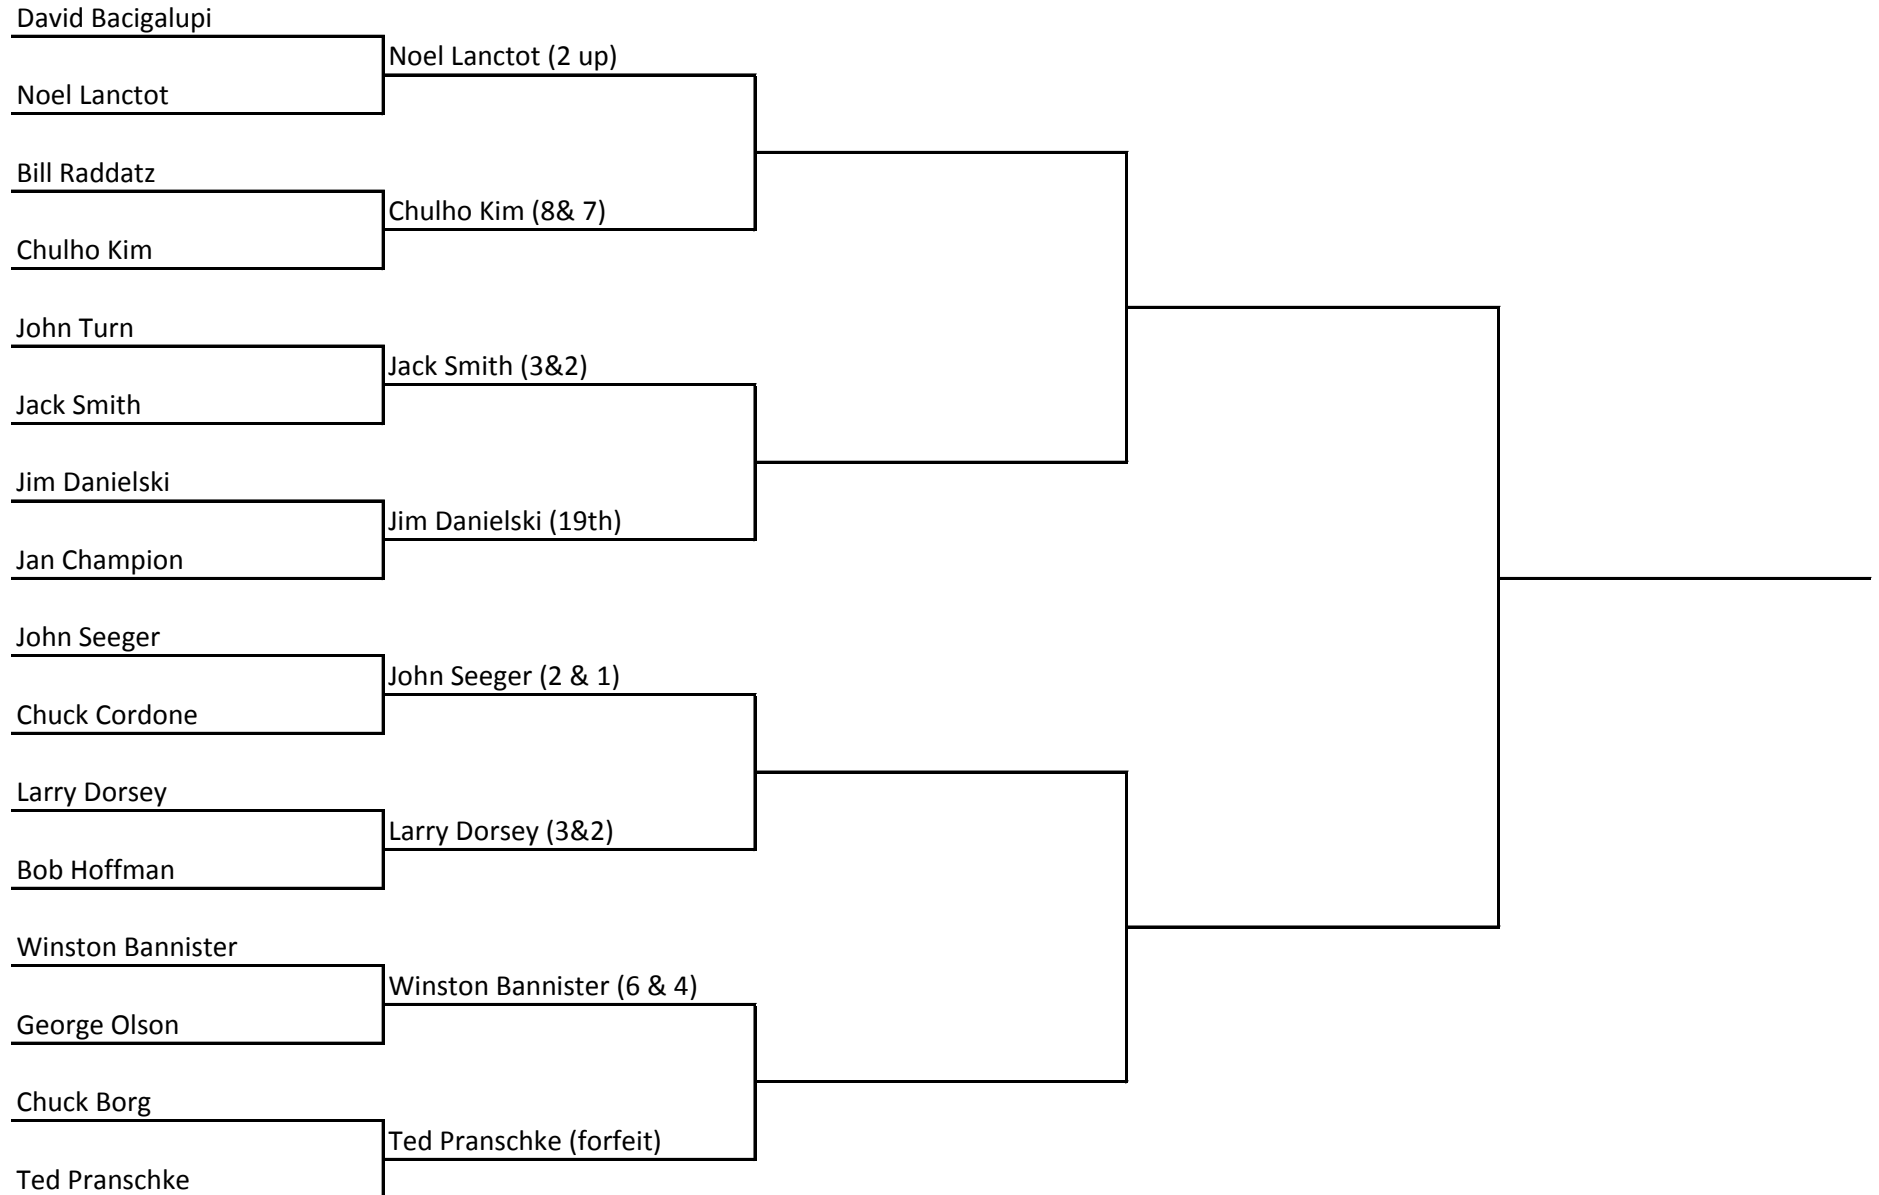 David Bacigalupi
Noel Lanctot (2 up)
Noel Lanctot
Bill Raddatz
Chulho Kim (8& 7)
Chulho Kim
John Turn
Jack Smith (3&2)
Jack Smith
Jim Danielski
Jim Danielski (19th)
Jan Champion
John Seeger
John Seeger (2 & 1)
Chuck Cordone
Larry Dorsey
Larry Dorsey (3&2)
Bob Hoffman
Winston Bannister
Winston Bannister (6 & 4)
George Olson
Chuck Borg
Ted Pranschke (forfeit)
Ted Pranschke